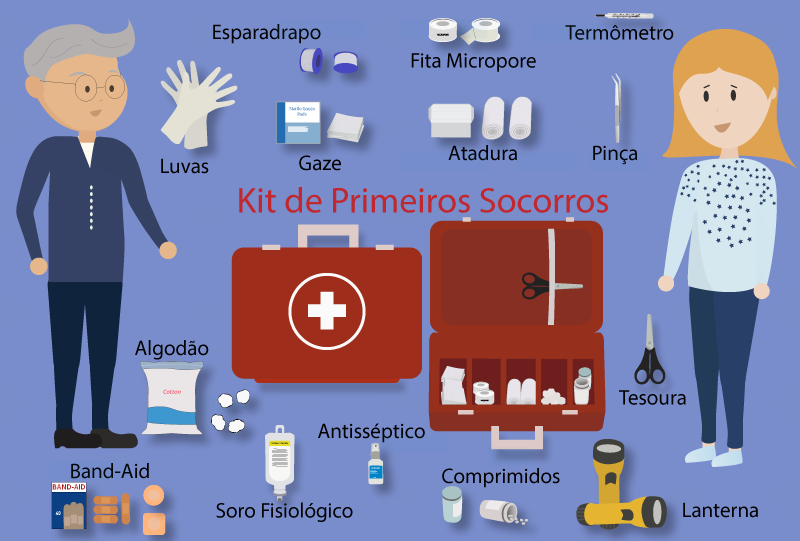 Esparadrapo
Fita Micropore
Termômetro
Luvas
Gaze
Atadura
Pinça
Kit de Primeiros Socorros
Algodão
Cotton
Tesoura
Antisséptico
Band-Aid
BAND-AID
Soro Fisiológico
Comprimidos
Lanterna